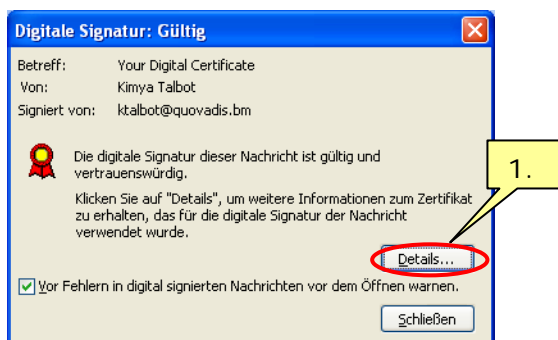 Digitale Signatur: Gültig
Betreff: Your Digital Certificate
Von: Kimya Talbot
Signiert von: ktalbot@quovadis.bm
Die digitale Signatur dieser Nachricht ist gültig und
vertrauenswürdig.
1.
Klicken Sie auf "Details", um weitere Informationen zum Zertifikat
zu erhalten, das für die digitale Signatur der Nachricht
verwendet wurde.
Details...
Vor Fehlern in digital signierten Nachrichten vor dem Öffnen warnen.
Schließen